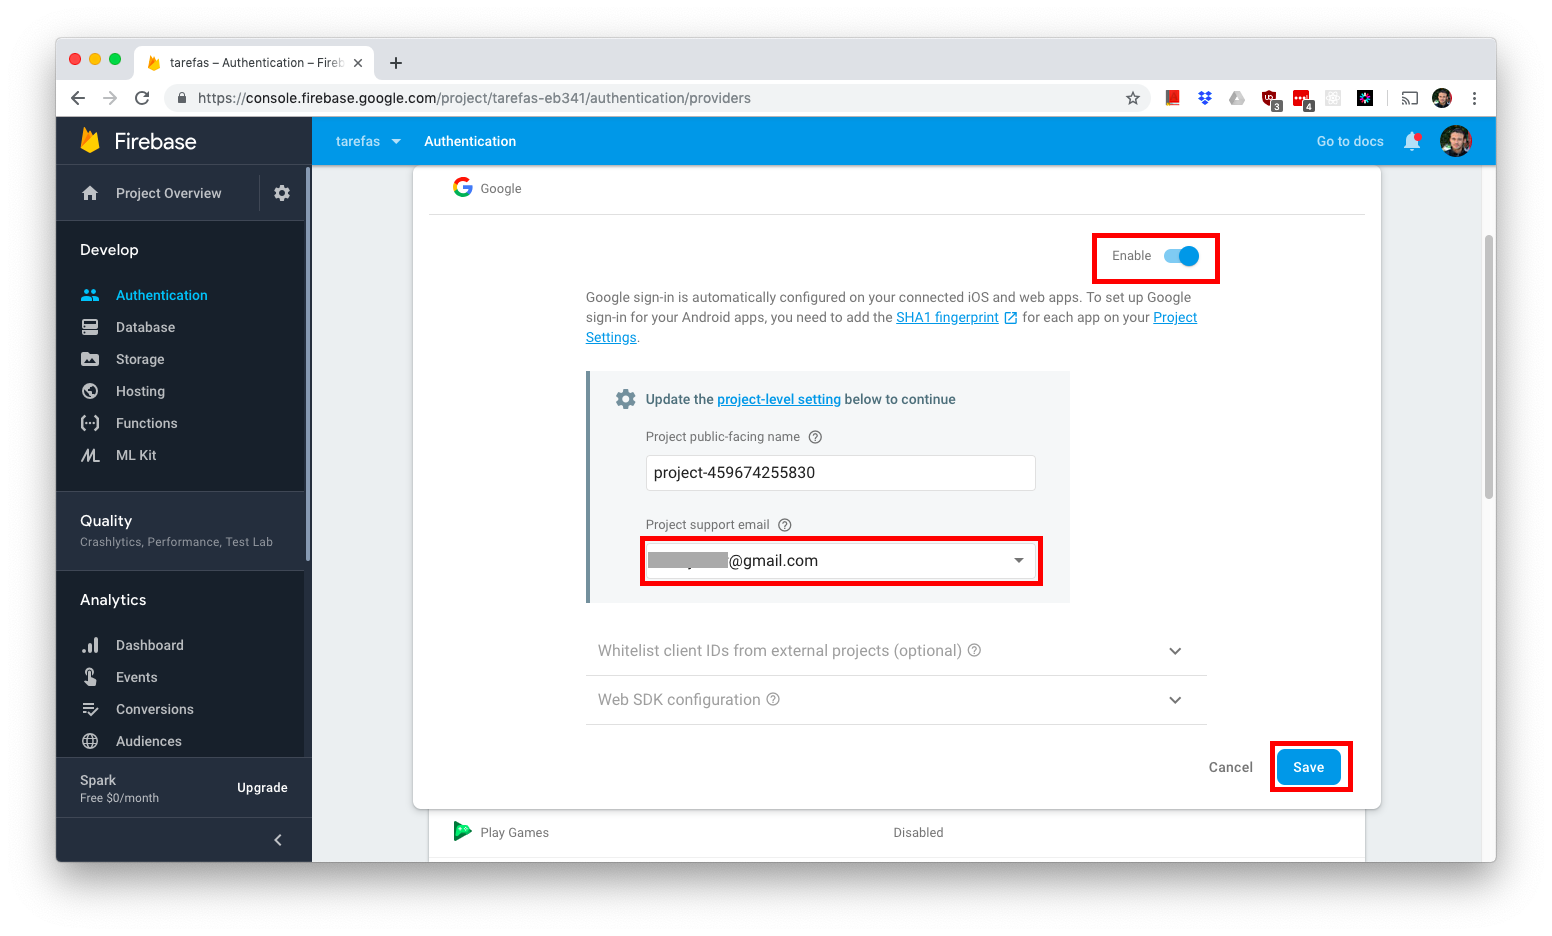 tarefas – Authentication – Fireb
https://console.firebase.google.com/project/tarefas-eb341/authentication/providers
3
4
Firebase
tarefas
Authentication
Go to docs
Project Overview
Develop
Authentication
Database
Storage
Hosting
Functions
ML Kit
Quality
Crashlytics, Performance, Test Lab
Analytics
Dashboard
Events
Conversions
Audiences
Spark
Free $0/month
Upgrade
Google
Enable
Google sign-in is automatically configured on your connected iOS and web apps. To set up Google
sign-in for your Android apps, you need to add the SHA1 fingerprint for each app on your Project
Settings.
Update the project-level setting below to continue
Project public-facing name
project-459674255830
Project support email
@gmail.com
Whitelist client IDs from external projects (optional)
Web SDK configuration
Cancel
Save
Play Games
Disabled